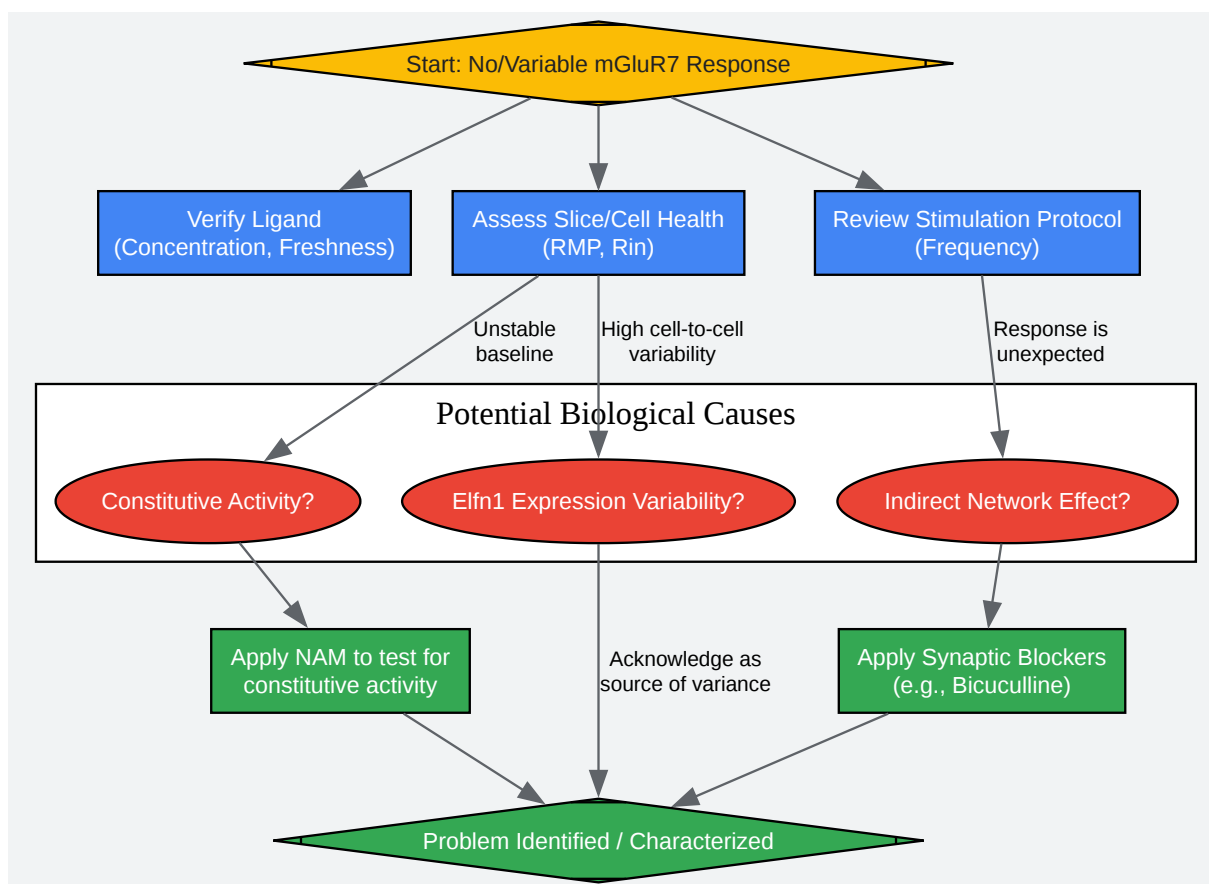 Start: No/Variable mGluR7 Response
Verify Ligand
(Concentration, Freshness)
Assess Slice/Cell Health
(RMP, Rin)
Review Stimulation Protocol
(Frequency)
Unstable
baseline
High cell-to-cell
variability
Response is
unexpected
Potential Biological Causes
Constitutive Activity?
Elfn1 Expression Variability?
Indirect Network Effect?
Apply NAM to test for
constitutive activity
Acknowledge as
source of variance
Apply Synaptic Blockers
(e.g., Bicuculline)
Problem Identified / Characterized